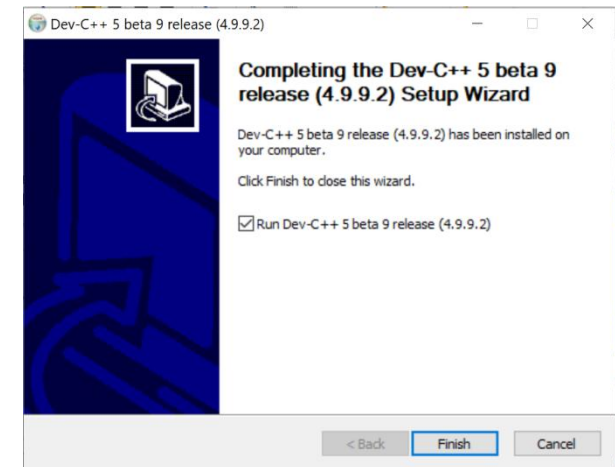 Dev-C++ 5 beta 9 release (4.9.9.2)
Completing the Dev-C++ 5 beta 9
release (4.9.9.2) Setup Wizard
Dev-C++ 5 beta 9 release (4.9.9.2) has been installed on
your computer.
Click Finish to close this wizard.
Run Dev-C++ 5 beta 9 release (4.9.9.2)
< Back Finish Cancel